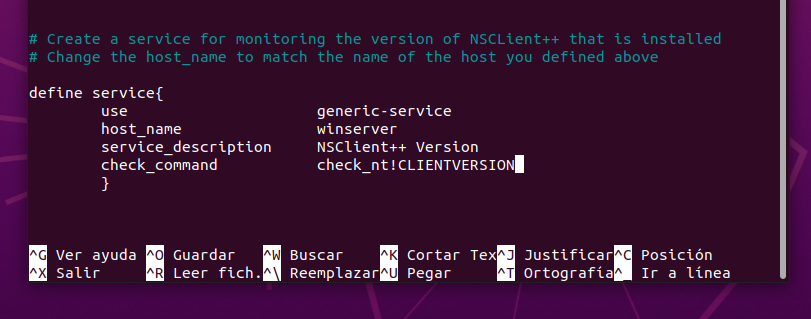 # Create a service for monitoring the version of NSCLient++ that is installed
# Change the host_name to match the name of the host you defined above
define service{
use generic-service
host_name winserver
service_description NSClient++ Version
check_command check_nt!CLIENTVERSION
}
^G Ver ayuda ^O Guardar ^W Buscar ^K Cortar Tex^J Justificar^C Posición
^X Salir ^R Leer fich.^\ Reemplazar^U Pegar ^T Ortografía^_ Ir a línea